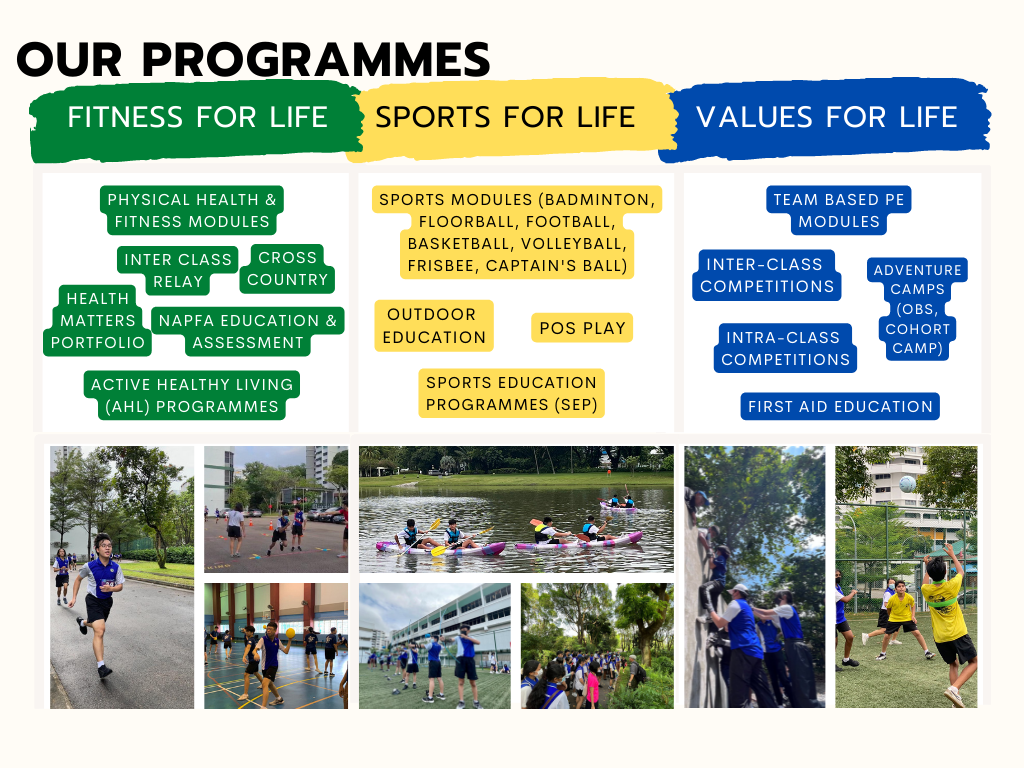 OUR PROGRAMMES
FITNESS FOR LIFE
SPORTS FOR LIFE
VALUES FOR LIFE
PHYSICAL HEALTH &
FITNESS MODULES
INTER CLASS
RELAY
CROSS
COUNTRY
HEALTH
MATTERS
PORTFOLIO
NAPFA EDUCATION &
ASSESSMENT
ACTIVE HEALTHY LIVING
(AHL) PROGRAMMES
SPORTS MODULES (BADMINTON,
FLOORBALL, FOOTBALL,
BASKETBALL, VOLLEYBALL,
FRISBEE, CAPTAIN'S BALL)
OUTDOOR
EDUCATION
POS PLAY
SPORTS EDUCATION
PROGRAMMES (SEP)
TEAM BASED PE
MODULES
INTER-CLASS
COMPETITIONS
ADVENTURE
CAMPS
(OBS,
COHORT
CAMP)
INTRA-CLASS
COMPETITIONS
FIRST AID EDUCATION